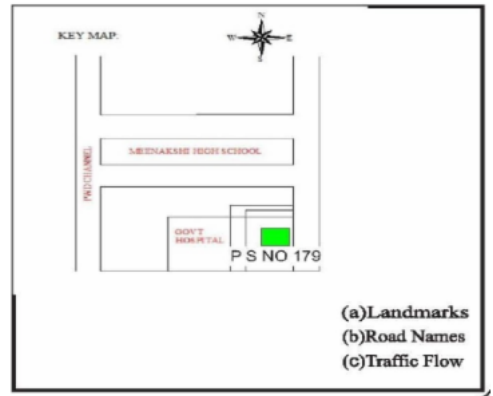 KEY MAP:
N
W E
S
MEENAKSHI HIGH SCHOOL
PWD CHANNEL
GOVT
HOSPITAL
P S NO 179
(a)Landmarks
(b)Road Names
(c)Traffic Flow